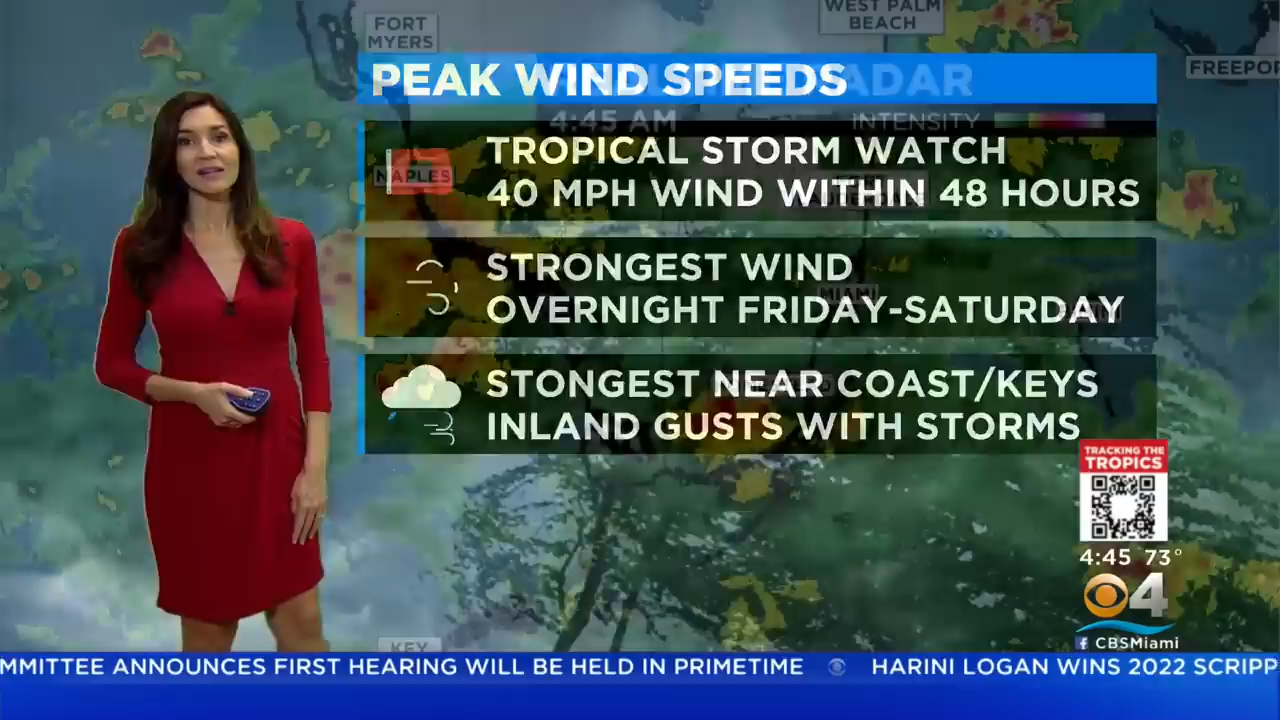 FORT
MYERS
WEST PALM
BEACH
FREEPOR
PEAK WIND SPEEDS
ADAR
4:45 AM
INTENSITY
NAPLES
TROPICAL STORM WATCH
40 MPH WIND WITHIN 48 HOURS
STRONGEST WIND
OVERNIGHT FRIDAY-SATURDAY
MIAMI
STONGEST NEAR COAST/KEYS
INLAND GUSTS WITH STORMS
TRACKING THE
TROPICS
4:45 73°
4
CBSMiami
KEY
MMITTEE ANNOUNCES FIRST HEARING WILL BE HELD IN PRIMETIME HARINI LOGAN WINS 2022 SCRIPP